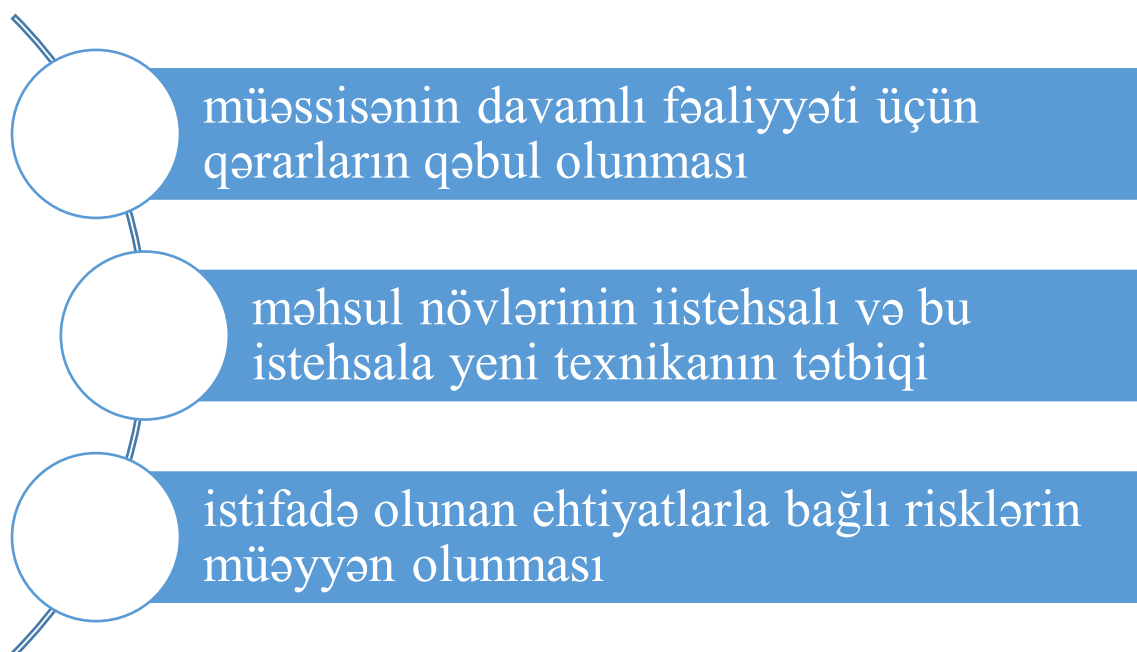 müəssisənin davamlı fəaliyyəti üçün
qərarların qəbul olunması
məhsul növlərinin iistehsalı və bu
istehsala yeni texnikanın tətbiqi
istifadə olunan ehtiyatlarla bağlı risklərin
müəyyən olunması